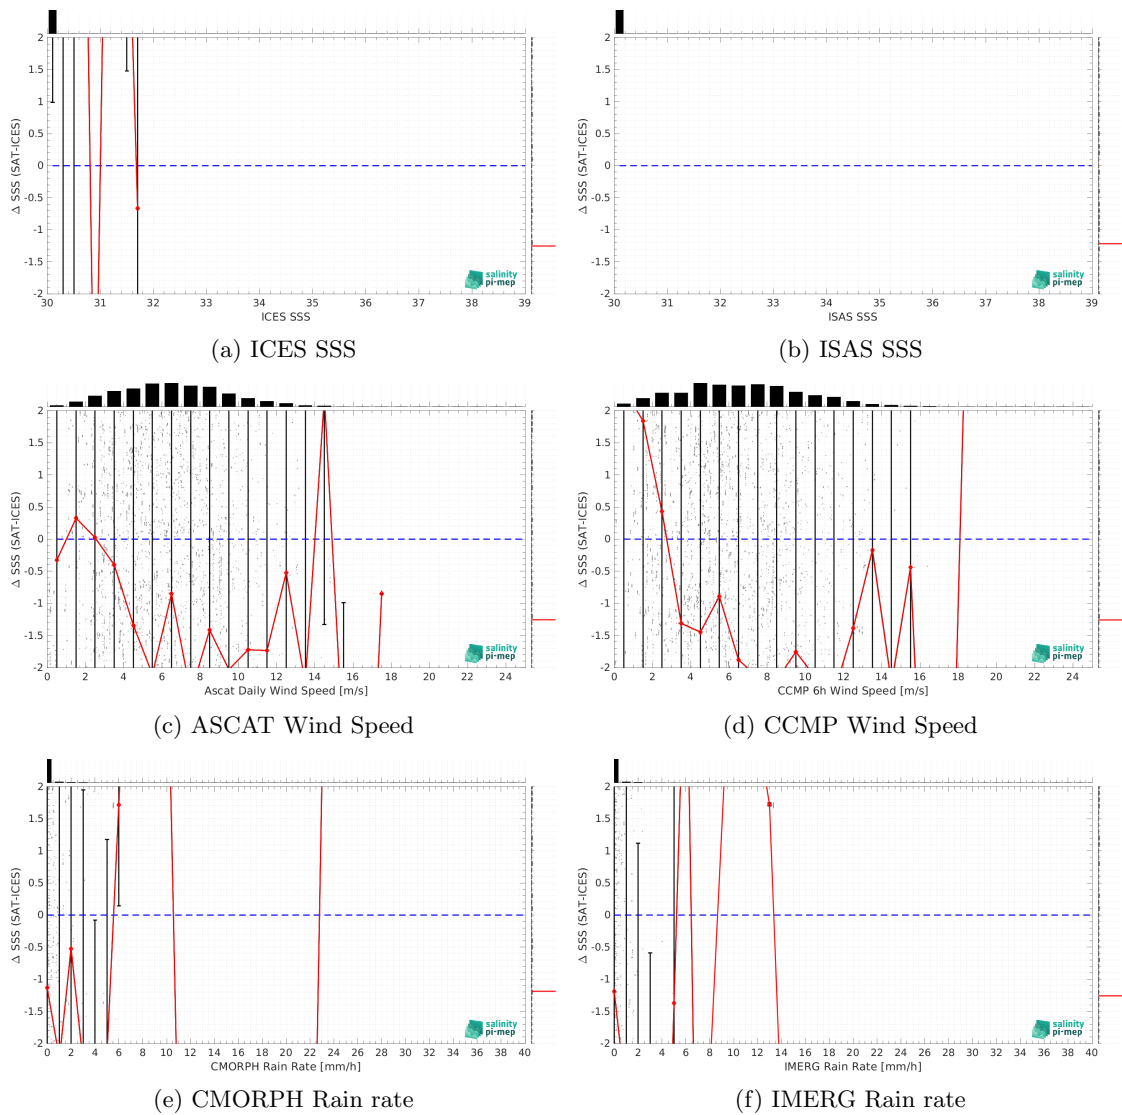 2
1.5
1
0.5
0
-0.5
-1
-1.5
-2
Δ SSS (SAT-ICES)
30 31 32 33 34 35 36 37 38 39
ICES SSS
salinity
pi-mep
(a) ICES SSS
2
1.5
1
0.5
0
-0.5
-1
-1.5
-2
Δ SSS (SAT-ICES)
30 31 32 33 34 35 36 37 38 39
ISAS SSS
salinity
pi-mep
(b) ISAS SSS
2
1.5
1
0.5
0
-0.5
-1
-1.5
-2
Δ SSS (SAT-ICES)
0 2 4 6 8 10 12 14 16 18 20 22 24
Ascat Daily Wind Speed [m/s]
salinity
pi-mep
(c) ASCAT Wind Speed
2
1.5
1
0.5
0
-0.5
-1
-1.5
-2
Δ SSS (SAT-ICES)
0 2 4 6 8 10 12 14 16 18 20 22 24
CCMP 6h Wind Speed [m/s]
salinity
pi-mep
(d) CCMP Wind Speed
2
1.5
1
0.5
0
-0.5
-1
-1.5
-2
Δ SSS (SAT-ICES)
0 2 4 6 8 10 12 14 16 18 20 22 24 26 28 30 32 34 36 38 40
CMORPH Rain Rate [mm/h]
salinity
pi-mep
(e) CMORPH Rain rate
2
1.5
1
0.5
0
-0.5
-1
-1.5
-2
Δ SSS (SAT-ICES)
0 2 4 6 8 10 12 14 16 18 20 22 24 26 28 30 32 34 36 38 40
IMERG Rain Rate [mm/h]
salinity
pi-mep
(f) IMERG Rain rate